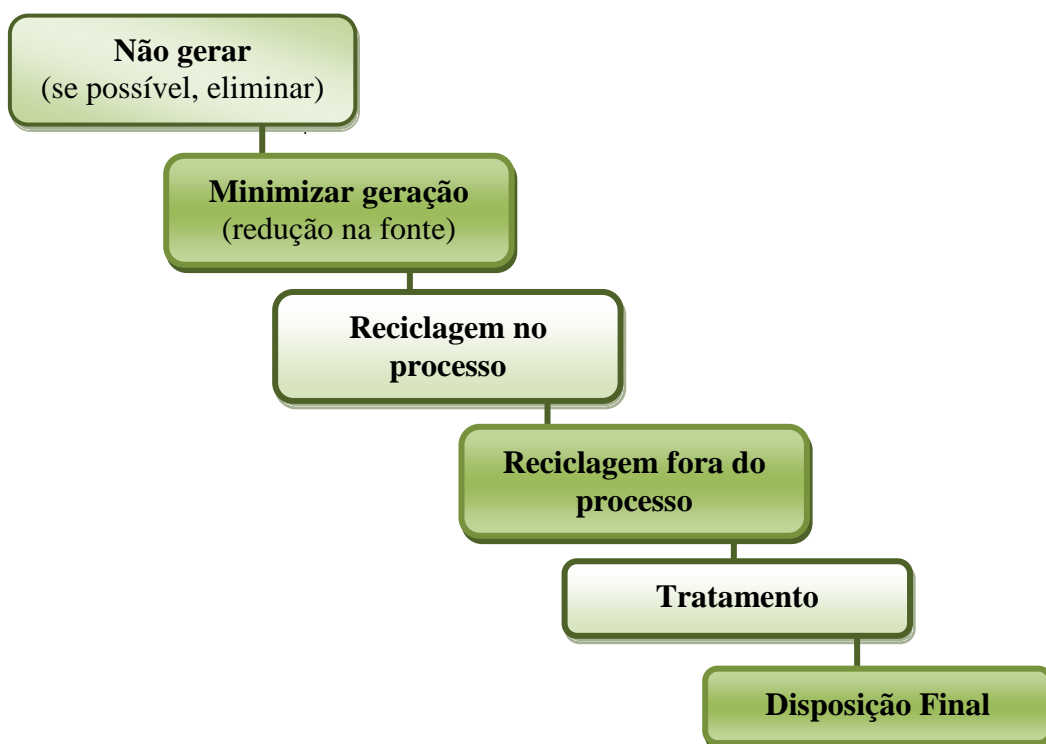 Não gerar
(se possível, eliminar)
Minimizar geração
(redução na fonte)
Reciclagem no
processo
Reciclagem fora do
processo
Tratamento
Disposição Final